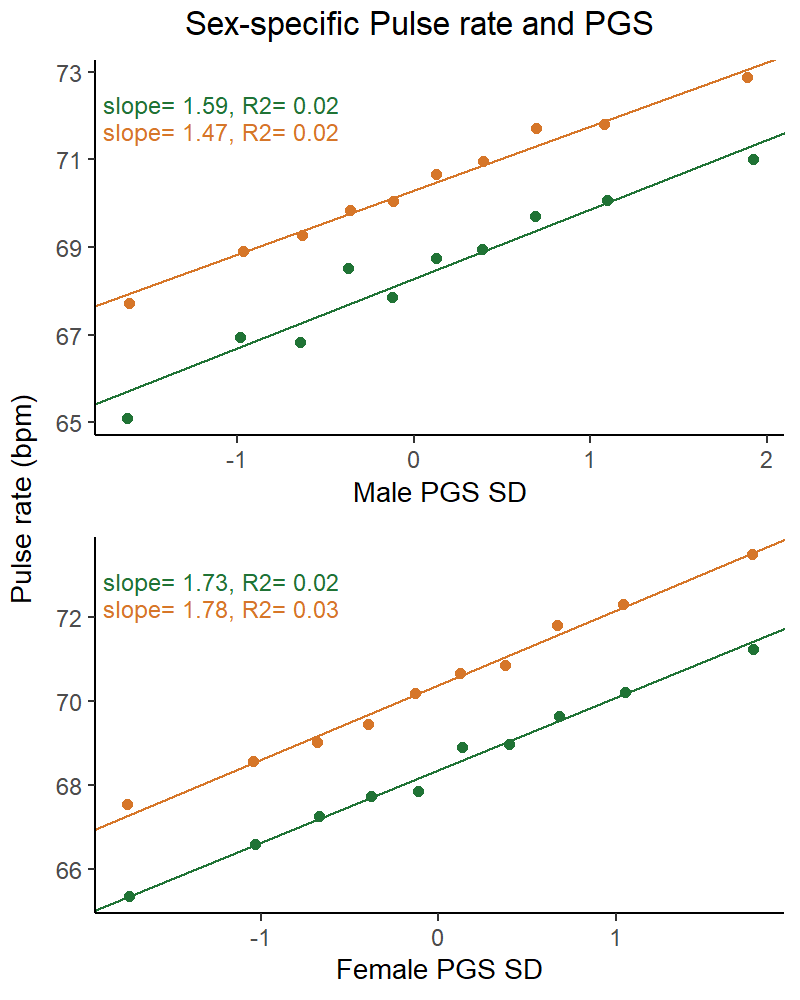 Sex-specific Pulse rate and PGS
Pulse rate (bpm)
73
71
69
67
65
slope= 1.59, R2= 0.02
slope= 1.47, R2= 0.02
-1 0 1 2
Male PGS SD
72
70
68
66
slope= 1.73, R2= 0.02
slope= 1.78, R2= 0.03
-1 0 1
Female PGS SD